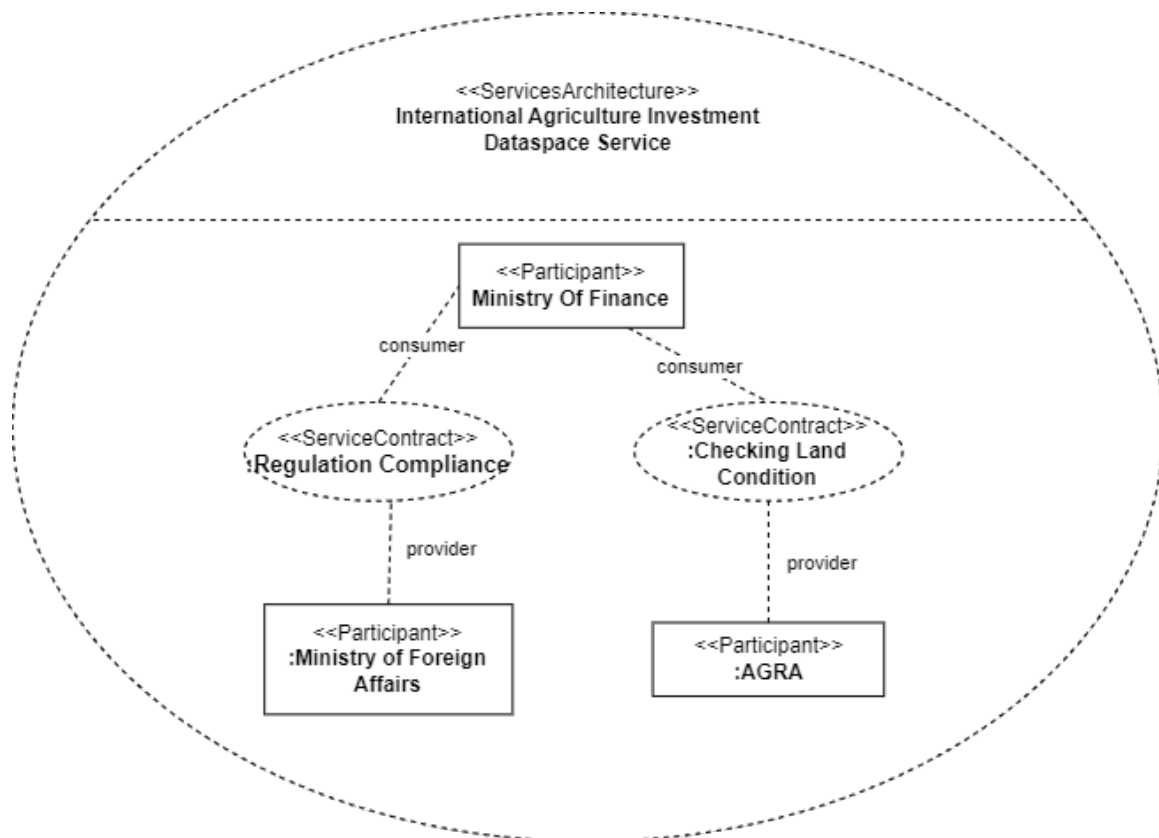 <<ServicesArchitecture>>
International Agriculture Investment
Dataspace Service
<<Participant>>
Ministry Of Finance
consumer
consumer
<<ServiceContract>>
:Regulation Compliance
<<ServiceContract>>
:Checking Land
Condition
provider
provider
<<Participant>>
:Ministry of Foreign
Affairs
<<Participant>>
:AGRA